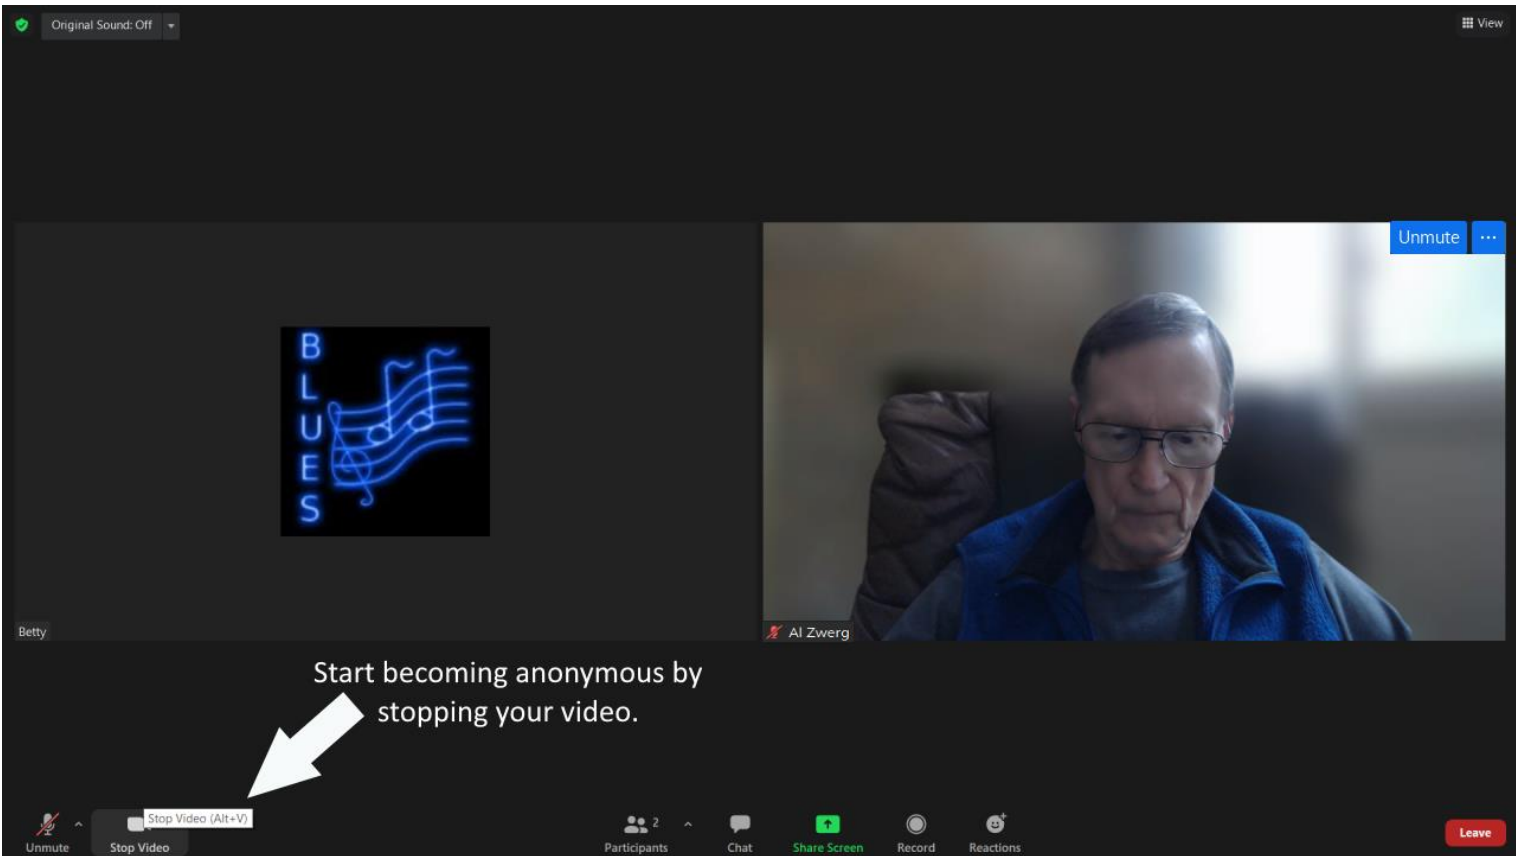 Original Sound: Off
View
Unmute ...
B
L
U
E
S
Betty
Al Zwerg
Start becoming anonymous by
stopping your video.
Stop Video (Alt+V)
2
Unmute
Stop Video
Participants
Chat
Share Screen
Record
Reactions
Leave